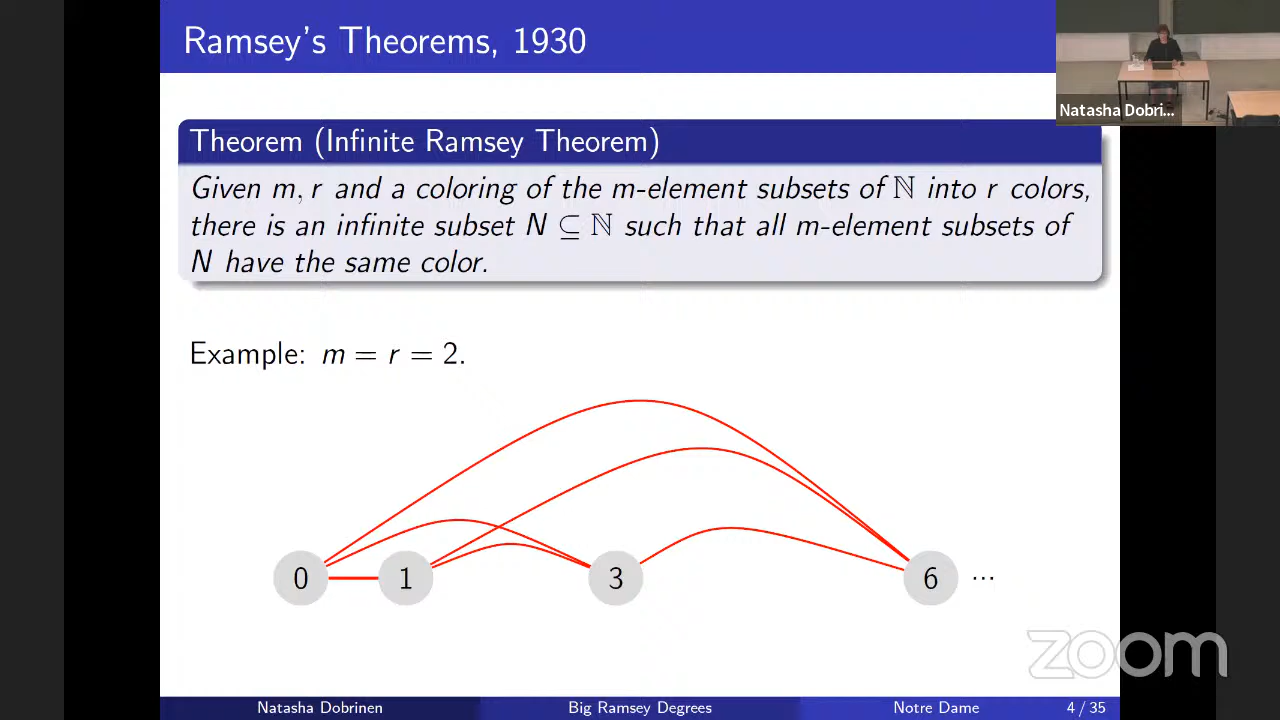 Ramsey's Theorems, 1930
Natasha Dobri...
Theorem (Infinite Ramsey Theorem)
Given m, r and a coloring of the m-element subsets of ℕ into r colors,
there is an infinite subset N ⊆ ℕ such that all m-element subsets of
N have the same color.
Example: m = r = 2.
0 1 3 6 ...
zoom
Natasha Dobrinen Big Ramsey Degrees Notre Dame 4 / 35